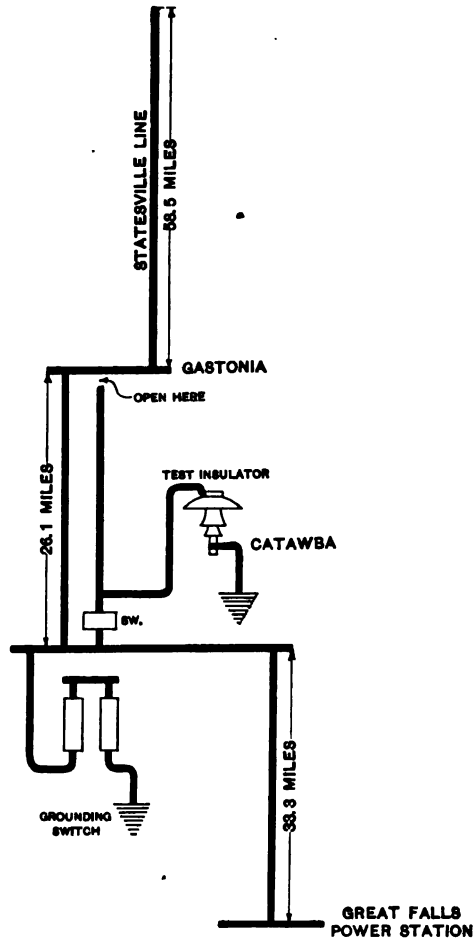 STATESVILLE LINE
58.5 MILES
GASTONIA
OPEN HERE
26.1 MILES
TEST INSULATOR
CATAWBA
SW.
33.3 MILES
GROUNDING
SWITCH
GREAT FALLS
POWER STATION